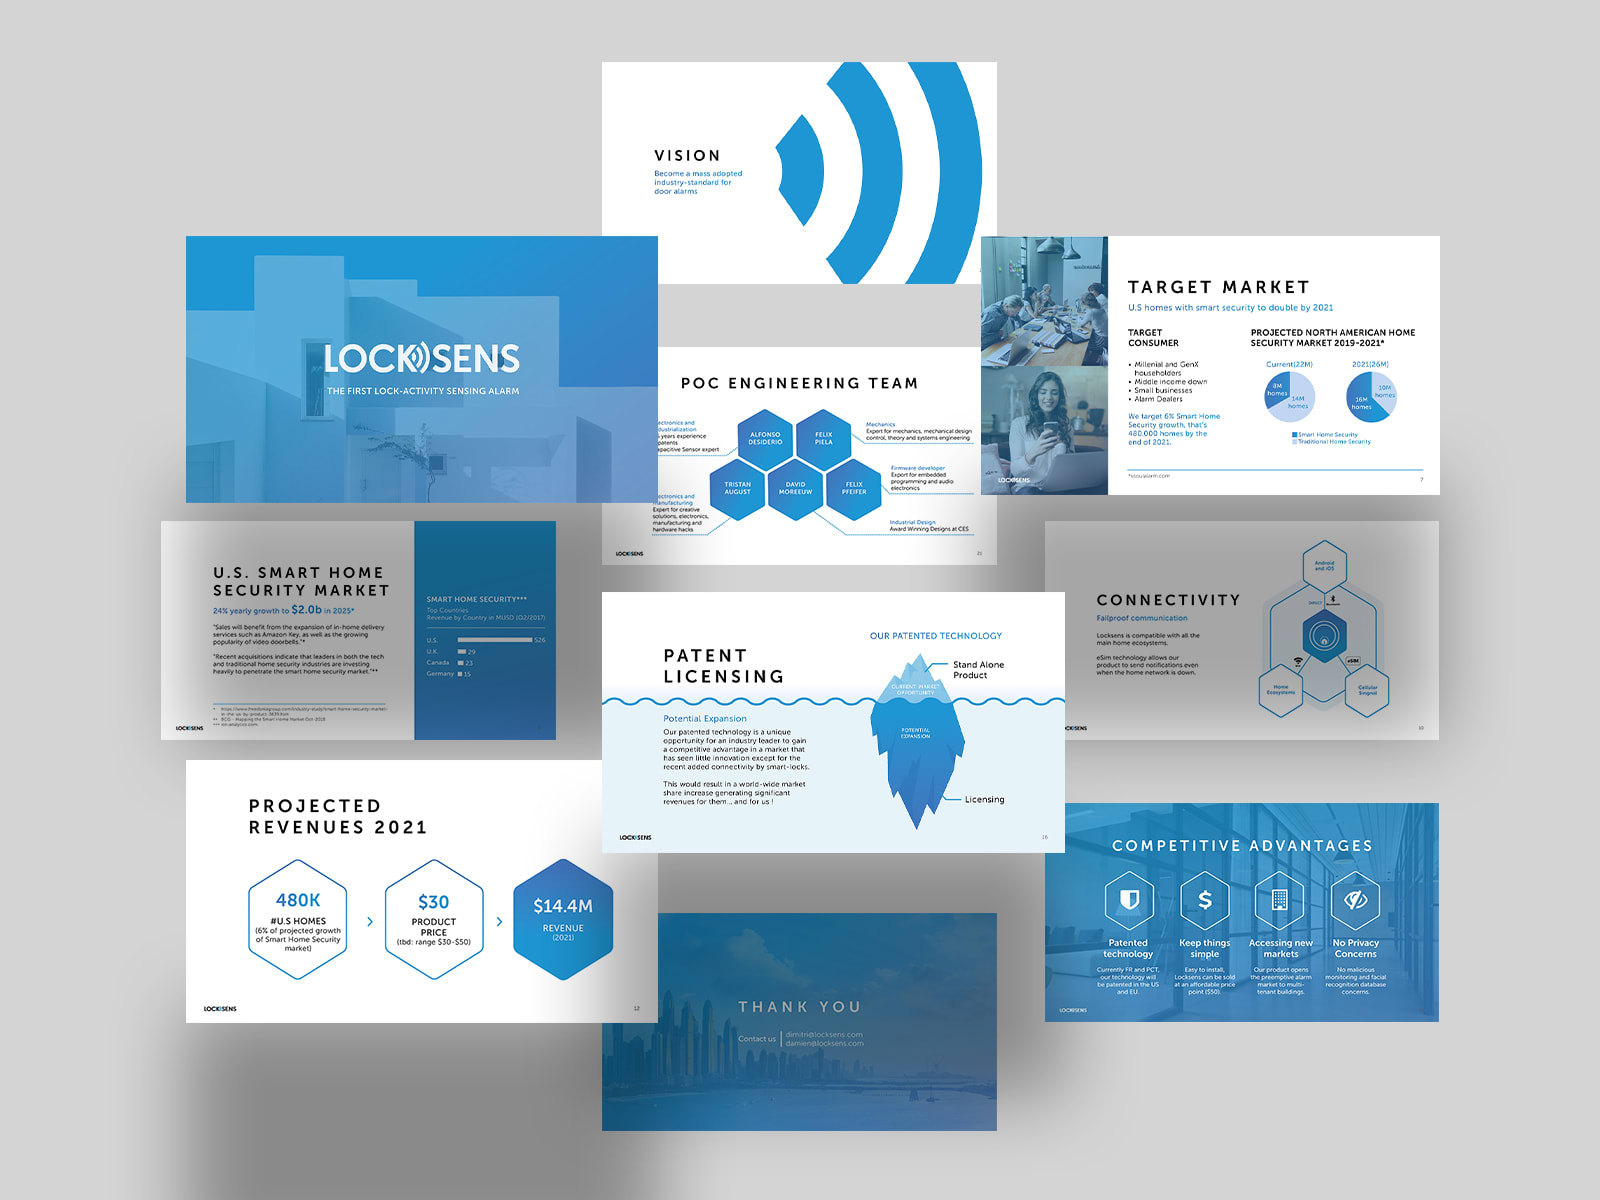 VISION
Become a mass adopted
industry-standard for
door alarms
LOCKSENS
THE FIRST LOCK-ACTIVITY SENSING ALARM
TARGET MARKET
U.S homes with smart security to double by 2021
TARGET
CONSUMER
• Millenial and GenX
householders
• Middle income down
• Small businesses
• Alarm Dealers
We target 6% Smart Home
Security growth, that's
480.000 homes by the
end of 2021.
PROJECTED NORTH AMERICAN HOME
SECURITY MARKET 2019-2021*
Current(22M)
2021(26M)
8M
homes
14M
homes
16M
homes
10M
homes
Smart Home Security
Traditional Home Security
LOCKSENS
7
POC ENGINEERING TEAM
ALFONSO
DESIDERIO
FELIX
PIELA
TRISTAN
AUGUST
DAVID
MOREEUW
FELIX
PFEIFER
years experience
patents
Sensor expert
Mechanics
Expert for mechanics, mechanical design
control, theory and systems engineering
Firmware developer
Expert for embedded
programming and audio
electronics
Expert for creative
solutions, electronics,
manufacturing and
hardware hacks
Industrial Design
Award Winning Designs at CES
LOCKSENS
21
U.S. SMART HOME
SECURITY MARKET
24% yearly growth to $2.0b in 2025*
"Sales will benefit from the expansion of in-home delivery
services such as Amazon Key, as well as the growing
popularity of video doorbells."*
"Recent acquisitions indicate that leaders in both the tech
and traditional home security industries are investing
heavily to penetrate the smart home security market."**
** BCG - Mapping the Smart Home Market Oct-2018
LOCKSENS
SMART HOME SECURITY***
Top Countries
Revenue by Country in MUSD (Q2/2017)
U.S. 526
U.K. 29
Canada 23
Germany 15
CONNECTIVITY
Failproof communication
Locksens is compatible with all the
main home ecosystems.
eSim technology allows our
product to send notifications even
when the home network is down.
Android
and iOS
DIRECT
Bluetooth
eSIM
Home
Ecosystems
Cellular
Singnal
PATENT
LICENSING
Potential Expansion
Our patented technology is a unique
opportunity for an industry leader to gain
a competitive advantage in a market that
has seen little innovation except for the
recent added connectivity by smart-locks.
This would result in a world-wide market
share increase generating significant
revenues for them... and for us !
OUR PATENTED TECHNOLOGY
Stand Alone
Product
CURRENT MARKET
OPPORTUNITY
POTENTIAL
EXPANSION
Licensing
LOCKSENS
PROJECTED
REVENUES 2021
480K
#U.S HOMES
(6% of projected growth
of Smart Home Security
market)
$30
PRODUCT
PRICE
(tbd: range $30-$50)
$14.4M
REVENUE
(2021)
LOCKSENS
12
COMPETITIVE ADVANTAGES
Patented
technology
Currently FR and PCT,
our technology will
be patented in the US
and EU.
Keep things
simple
Easy to install,
Locksens can be sold
at an affordable price
point ($50).
Accessing new
markets
Our product opens
the preemptive alarm
market to multi-
tenant buildings.
No Privacy
Concerns
No malicious
monitoring and facial
recognition database
concerns.
LOCKSENS
THANK YOU
Contact us
dimitri@locksens.com
damien@locksens.com